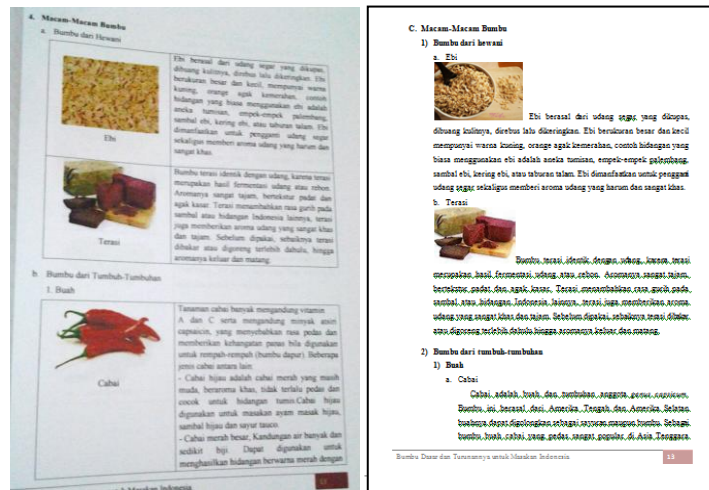 4. Macam-Macam Bumbu
a. Bumbu dari Hewani
Ebi berasal dari udang segar yang dikupas,
dibuang kulitnya, direbus lalu dikeringkan. Ebi
berukuran besar dan kecil, mempunyai warna
kuning, orange agak kemerahan, contoh
hidangan yang biasa menggunakan ebi adalah
aneka tumisan, empek-empek palembang,
sambal ebi, kering ebi, atau taburan talam. Ebi
dimanfaatkan untuk pengganti udang segar
sekaligus memberi aroma udang yang harum dan
sangat khas.
Ebi
Bumbu terasi identik dengan udang, karena terasi
merupakan hasil fermentasi udang atau rebon.
Aromanya sangat tajam, bertekstur padat dan
agak kasar. Terasi menambahkan rasa gurih pada
sambal atau hidangan Indonesia lainnya, terasi
juga memberikan aroma udang yang sangat khas
dan tajam. Sebelum dipakai, sebaiknya terasi
dibakar atau digoreng terlebih dahulu, hingga
aromanya keluar dan matang.
Terasi
b. Bumbu dari Tumbuh-Tumbuhan
1. Buah
Tanaman cabai banyak mengandung vitamin
A dan C serta mengandung minyak atsiri
capsaicin, yang menyebabkan rasa pedas dan
memberikan kehangatan panas bila digunakan
untuk rempah-rempah (bumbu dapur). Beberapa
jenis cabai antara lain:
- Cabai hijau adalah cabai merah yang masih
muda, beraroma khas, tidak terlalu pedas dan
cocok untuk hidangan tumis.Cabai hijau
digunakan untuk masakan ayam masak hijau,
sambal hijau dan sayur tauco.
- Cabai merah besar, Kandungan air banyak dan
sedikit biji. Dapat digunakan untuk
menghasilkan hidangan berwarna merah dengan
Cabai
Masakan Indonesia
13
C. Macam-Macam Bumbu
1) Bumbu dari hewani
a. Ebi
Ebi berasal dari udang segar yang dikupas,
dibuang kulitnya, direbus lalu dikeringkan. Ebi berukuran besar dan kecil
mempunyai warna kuning, orange agak kemerahan, contoh hidangan yang
biasa menggunakan ebi adalah aneka tumisan, empek-empek palembang,
sambal ebi, kering ebi, atau taburan talam. Ebi dimanfaatkan untuk pengganti
udang segar sekaligus memberi aroma udang yang harum dan sangat khas.
b. Terasi
Bumbu terasi identik dengan udang, karena terasi
merupakan hasil fermentasi udang atau rebon. Aromanya sangat tajam,
bertekstur padat dan agak kasar. Terasi menambahkan rasa gurih pada
sambal atau hidangan Indonesia lainnya, terasi juga memberikan aroma
udang yang sangat khas dan tajam. Sebelum dipakai, sebaiknya terasi dibakar
atau digoreng terlebih dahulu hingga aromanya keluar dan matang.
2) Bumbu dari tumbuh-tumbuhan
1) Buah
a. Cabai
Cabai adalah buah dan tumbuhan anggota genus capsicum.
Bumbu ini berasal dari Amerika Tengah dan Amerika Selatan
buahnya dapat digolongkan sebagai sayuran maupun bumbu. Sebagai
bumbu buah cabai yang pedas sangat popular di Asia Tenggara
Bumbu Dasar dan Turunannya untuk Masakan Indonesia
13